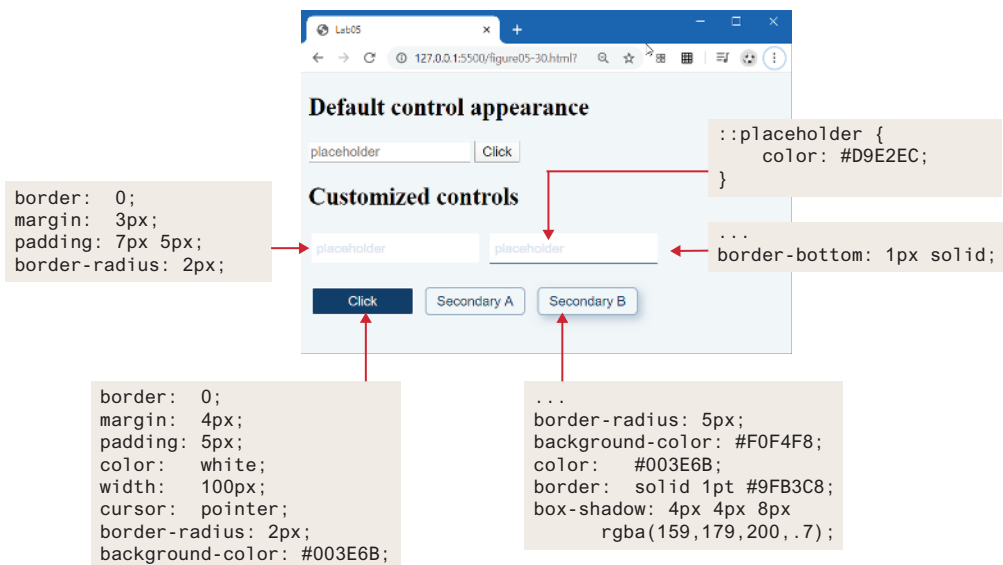 Lab05
127.0.0.1:5500/figure05-30.html?
Default control appearance
placeholder
Click
Customized controls
placeholder
placeholder
Click
Secondary A
Secondary B
::placeholder {
    color: #D9E2EC;
}
border:  0;
margin:  3px;
padding: 7px 5px;
border-radius: 2px;
...
border-bottom: 1px solid;
border:  0;
margin:  4px;
padding: 5px;
color:   white;
width:   100px;
cursor:  pointer;
border-radius: 2px;
background-color: #003E6B;
...
border-radius: 5px;
background-color: #F0F4F8;
color:   #003E6B;
border:  solid 1pt #9FB3C8;
box-shadow: 4px 4px 8px
      rgba(159,179,200,.7);